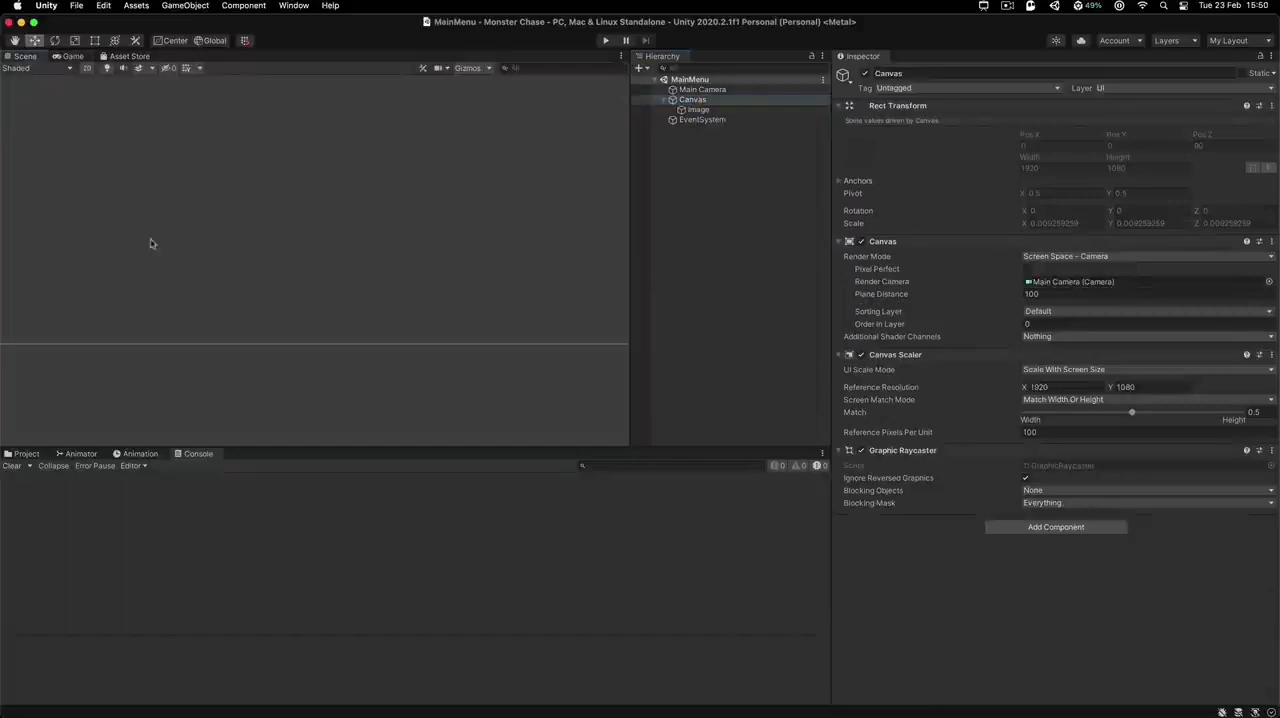 Unity File Edit Assets GameObject Component Window Help 49% Tue 23 Feb 15:50
MainMenu - Monster Chase - PC, Mac & Linux Standalone - Unity 2020.2.1f1 Personal (Personal) <Metal>
Center Global Account Layers My Layout
Scene Game Asset Store
Shaded 2D 0 Gizmos All
Hierarchy
All
MainMenu
Main Camera
Canvas
Image
EventSystem
Inspector
Canvas Static
Tag Untagged Layer UI
Rect Transform
Some values driven by Canvas.
Pos X Pos Y Pos Z
0 0 90
Width Height
1920 1080
Anchors
Pivot X 0.5 Y 0.5
Rotation X 0 Y 0 Z 0
Scale X 0.009259259 Y 0.009259259 Z 0.009259259
Canvas
Render Mode Screen Space - Camera
Pixel Perfect
Render Camera Main Camera (Camera)
Plane Distance 100
Sorting Layer Default
Order in Layer 0
Additional Shader Channels Nothing
Canvas Scaler
UI Scale Mode Scale With Screen Size
Reference Resolution X 1920 Y 1080
Screen Match Mode Match Width Or Height
Match 0.5
Width Height
Reference Pixels Per Unit 100
Graphic Raycaster
Script GraphicRaycaster
Ignore Reversed Graphics
Blocking Objects None
Blocking Mask Everything
Add Component
Project Animator Animation Console
Clear Collapse Error Pause Editor 0 0 0